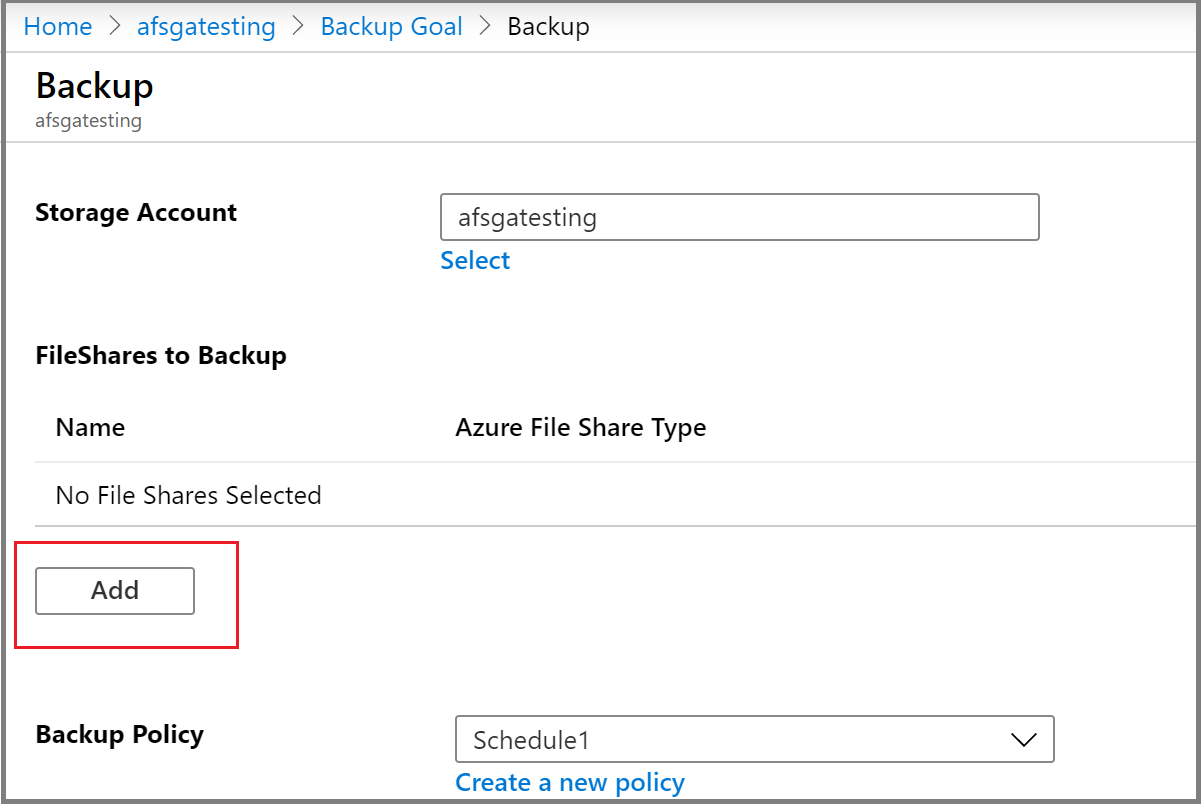 Home > afsgatesting > Backup Goal > Backup
Backup
afsgatesting
Storage Account
afsgatesting
Select
FileShares to Backup
Name Azure File Share Type
No File Shares Selected
Add
Backup Policy
Schedule1
Create a new policy